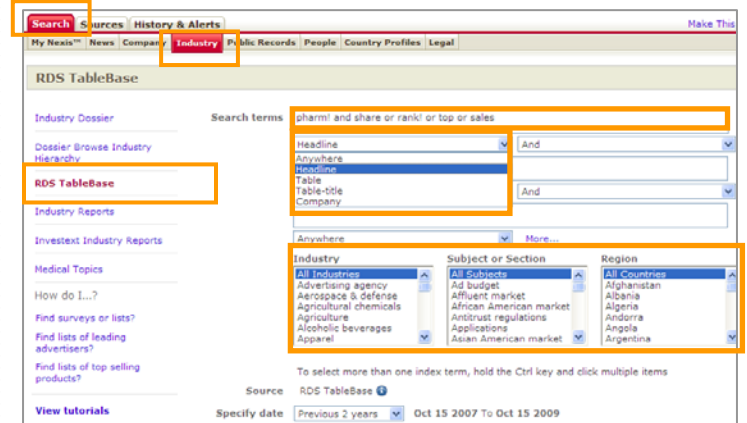 Search Sources History & Alerts Make This
My Nexis™ News Company Industry Public Records People Country Profiles Legal
RDS TableBase
Industry Dossier
Dossier Browse Industry
Hierarchy
RDS TableBase
Industry Reports
Investext Industry Reports
Medical Topics
How do I...?
Find surveys or lists?
Find lists of leading
advertisers?
Find lists of top selling
products?
View tutorials
Search terms pharm! and share or rank! or top or sales
Headline And
Anywhere
Headline
Table
Table-title
Company
And
Anywhere More...
Industry
All Industries
Advertising agency
Aerospace & defense
Agricultural chemicals
Agriculture
Alcoholic beverages
Apparel
Subject or Section
All Subjects
Ad budget
Affluent market
African American market
Antitrust regulations
Applications
Asian American market
Region
All Countries
Afghanistan
Albania
Algeria
Andorra
Angola
Argentina
To select more than one index term, hold the Ctrl key and click multiple items
Source RDS TableBase
Specify date Previous 2 years Oct 15 2007 To Oct 15 2009